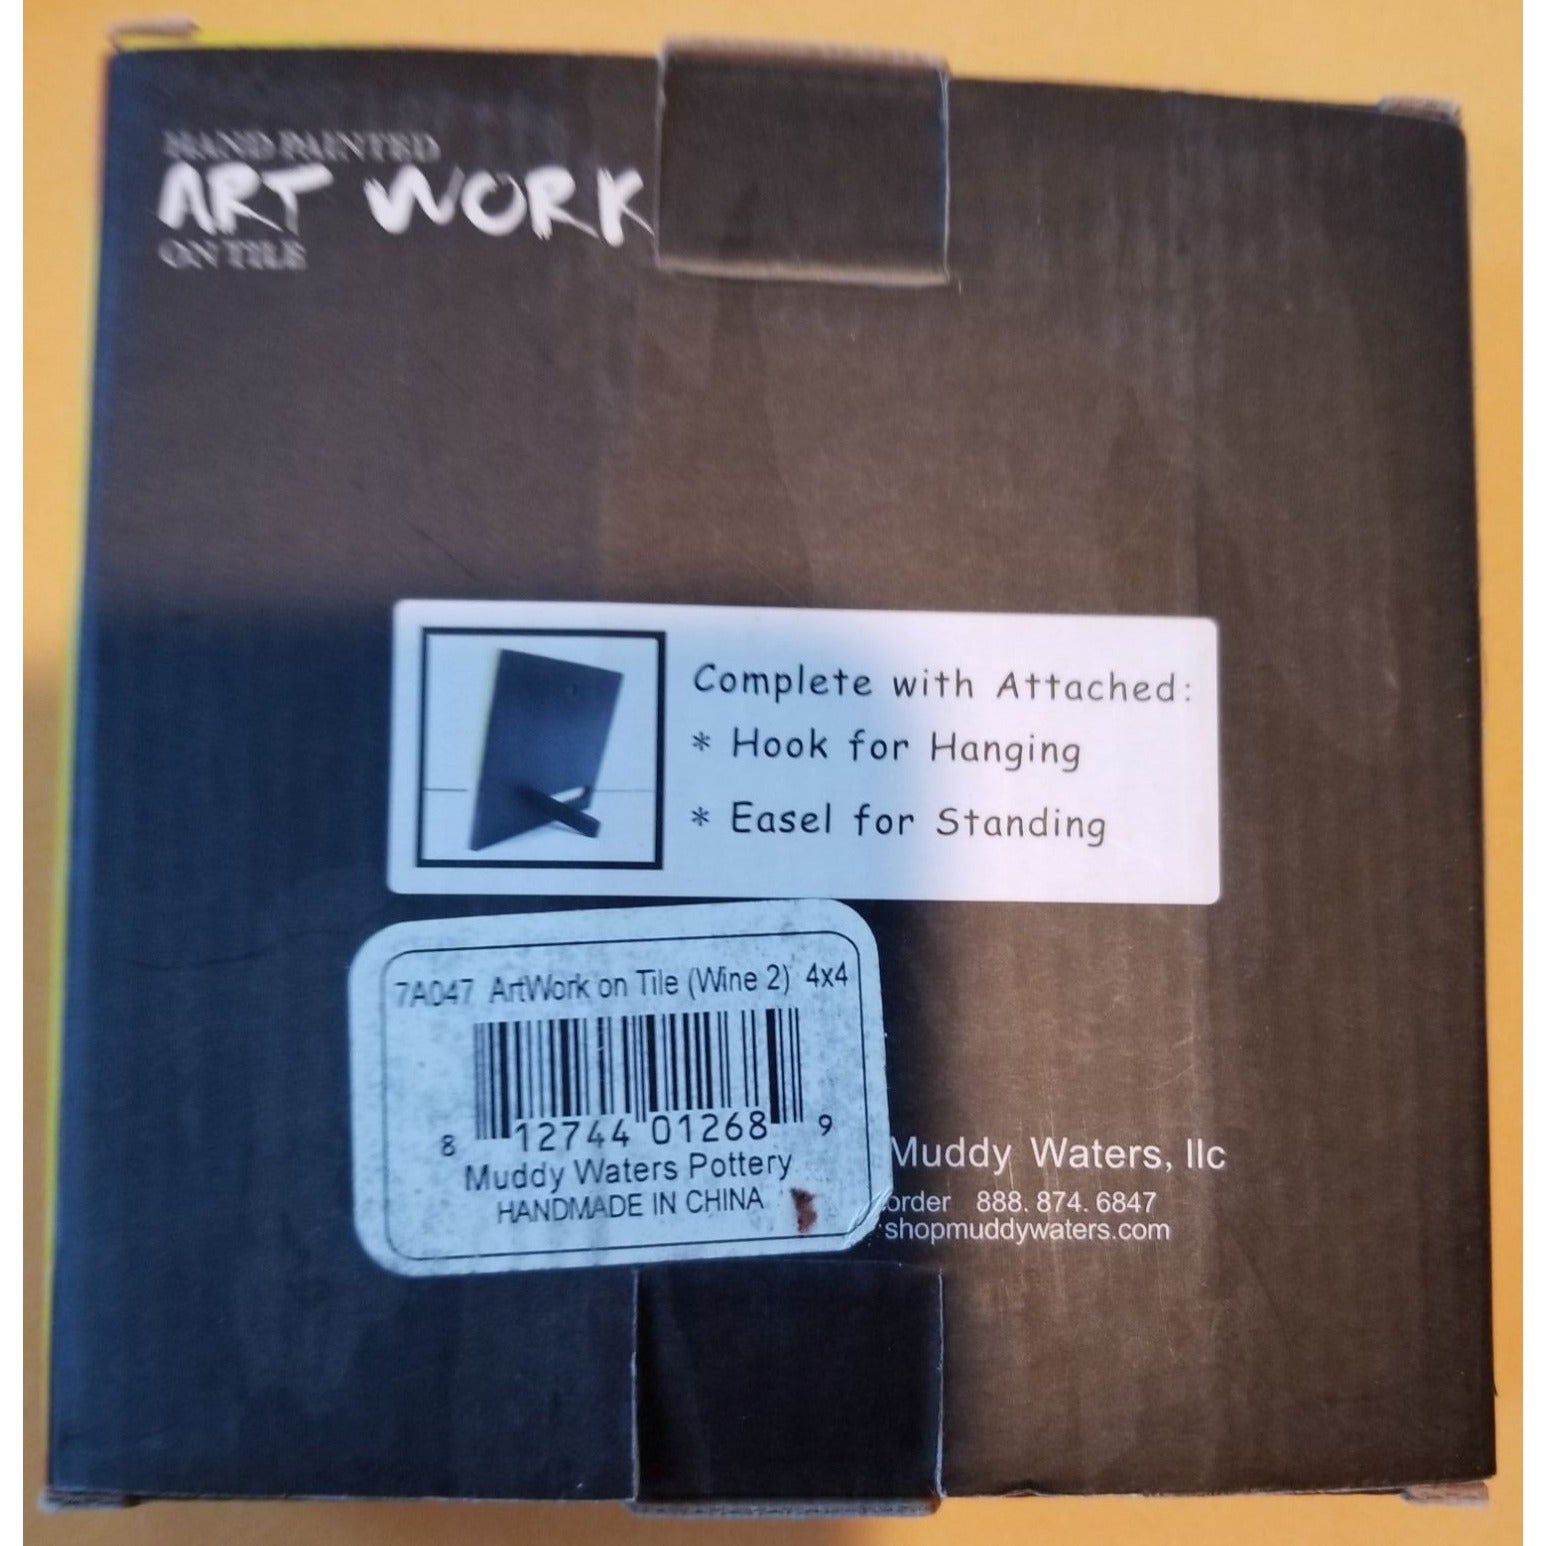 HAND PAINTED
ART WORK
ON TILE
Complete with Attached:
* Hook for Hanging
* Easel for Standing
7A047 ArtWork on Tile (Wine 2) 4x4
8 12744 01268 9
Muddy Waters Pottery
HANDMADE IN CHINA
Muddy Waters, llc
order 888. 874. 6847
shopmuddywaters.com